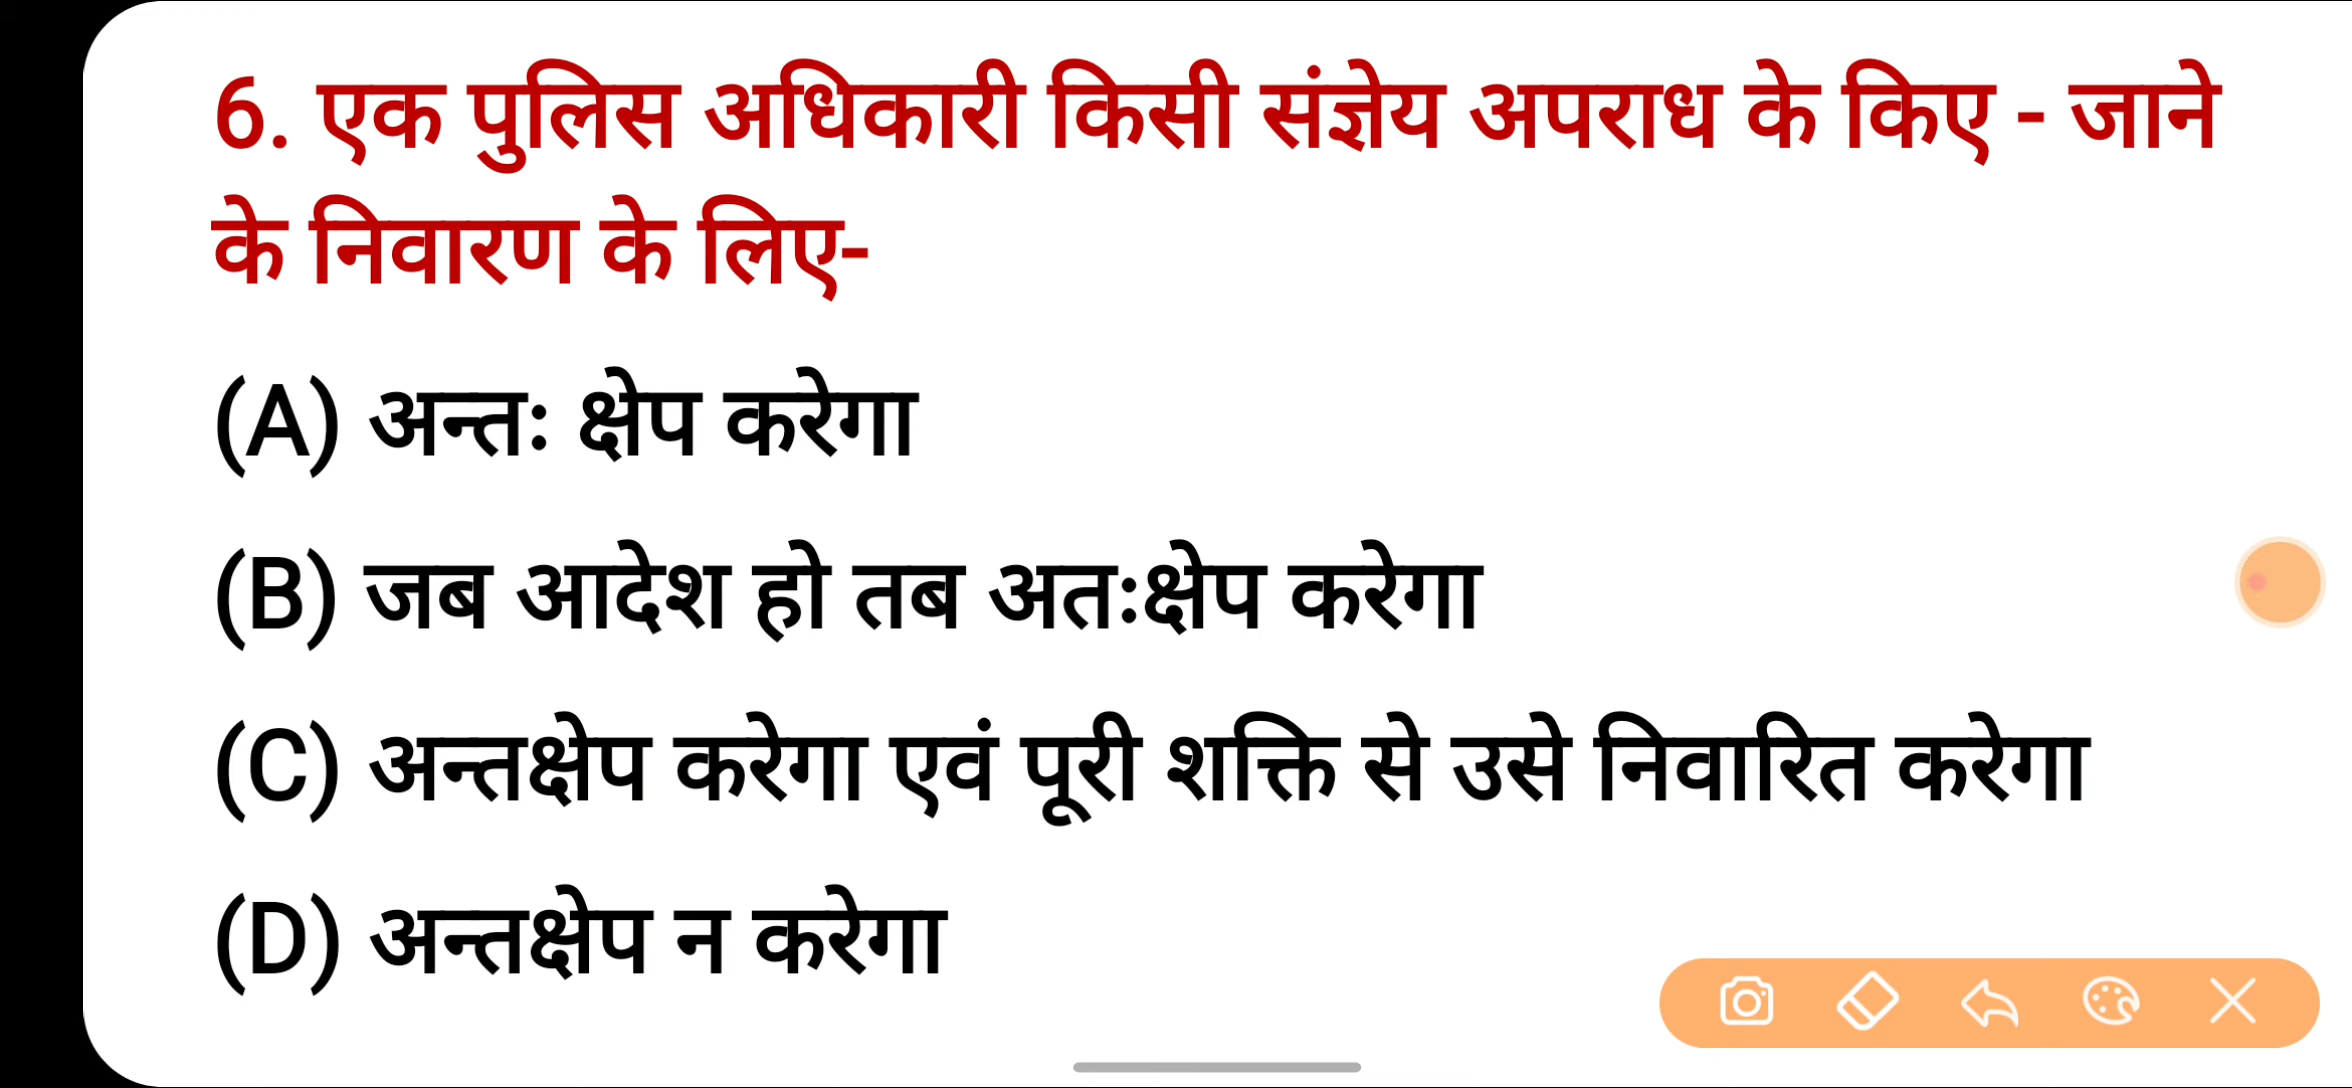 6. एक पुलिस अधिकारी किसी संज्ञेय अपराध के किए - जाने
के निवारण के लिए-
(A) अन्तः क्षेप करेगा
(B) जब आदेश हो तब अतःक्षेप करेगा
(C) अन्तक्षेप करेगा एवं पूरी शक्ति से उसे निवारित करेगा
(D) अन्तक्षेप न करेगा